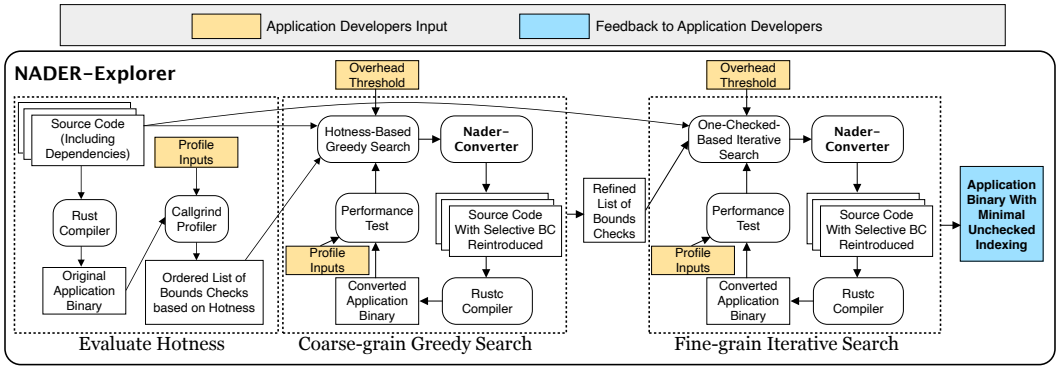 Application Developers Input
Feedback to Application Developers
NADER-Explorer
Source Code
(Including
Dependencies)
Profile
Inputs
Rust
Compiler
Callgrind
Profiler
Original
Application
Binary
Ordered List of
Bounds Checks
based on Hotness
Evaluate Hotness
Overhead
Threshold
Hotness-Based
Greedy Search
Nader-
Converter
Performance
Test
Source Code
With Selective BC
Reintroduced
Profile
Inputs
Converted
Application
Binary
Rustc
Compiler
Coarse-grain Greedy Search
Refined
List of
Bounds
Checks
Overhead
Threshold
One-Checked-
Based Iterative
Search
Nader-
Converter
Performance
Test
Source Code
With Selective BC
Reintroduced
Profile
Inputs
Converted
Application
Binary
Rustc
Compiler
Fine-grain Iterative Search
Application
Binary With
Minimal
Unchecked
Indexing